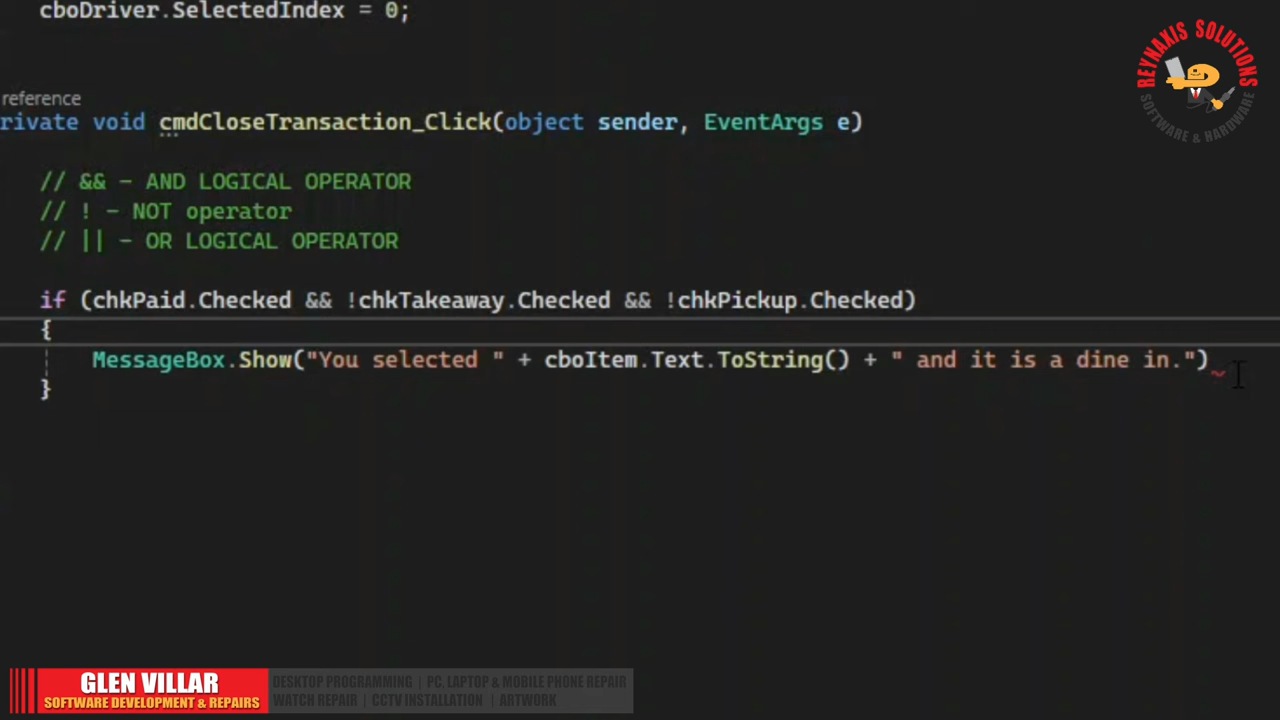 cboDriver.SelectedIndex = 0;
reference
rivate void cmdCloseTransaction_Click(object sender, EventArgs e)
// && - AND LOGICAL OPERATOR
// ! - NOT operator
// || - OR LOGICAL OPERATOR
if (chkPaid.Checked && !chkTakeaway.Checked && !chkPickup.Checked)
{
MessageBox.Show("You selected " + cboItem.Text.ToString() + " and it is a dine in.")
}
REYNAXIS SOLUTIONS
SOFTWARE & HARDWARE
GLEN VILLAR
SOFTWARE DEVELOPMENT & REPAIRS
DESKTOP PROGRAMMING | PC, LAPTOP & MOBILE PHONE REPAIR
WATCH REPAIR | CCTV INSTALLATION | ARTWORK